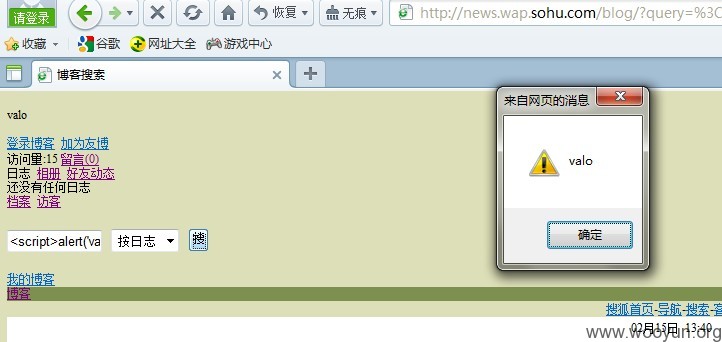 请登录
恢复
无痕
http://news.wap.sohu.com/blog/?query=%3C
收藏 谷歌 网址大全 游戏中心
博客搜索
来自网页的消息
valo
确定
valo
登录博客 加为友博
访问量:15 留言(0)
日志 相册 好友动态
还没有任何日志
档案 访客
<script>alert('va 按日志 搜
我的博客
博客
搜狐首页-导航-搜索-客
02月15日 13:40
www.wooyun.org